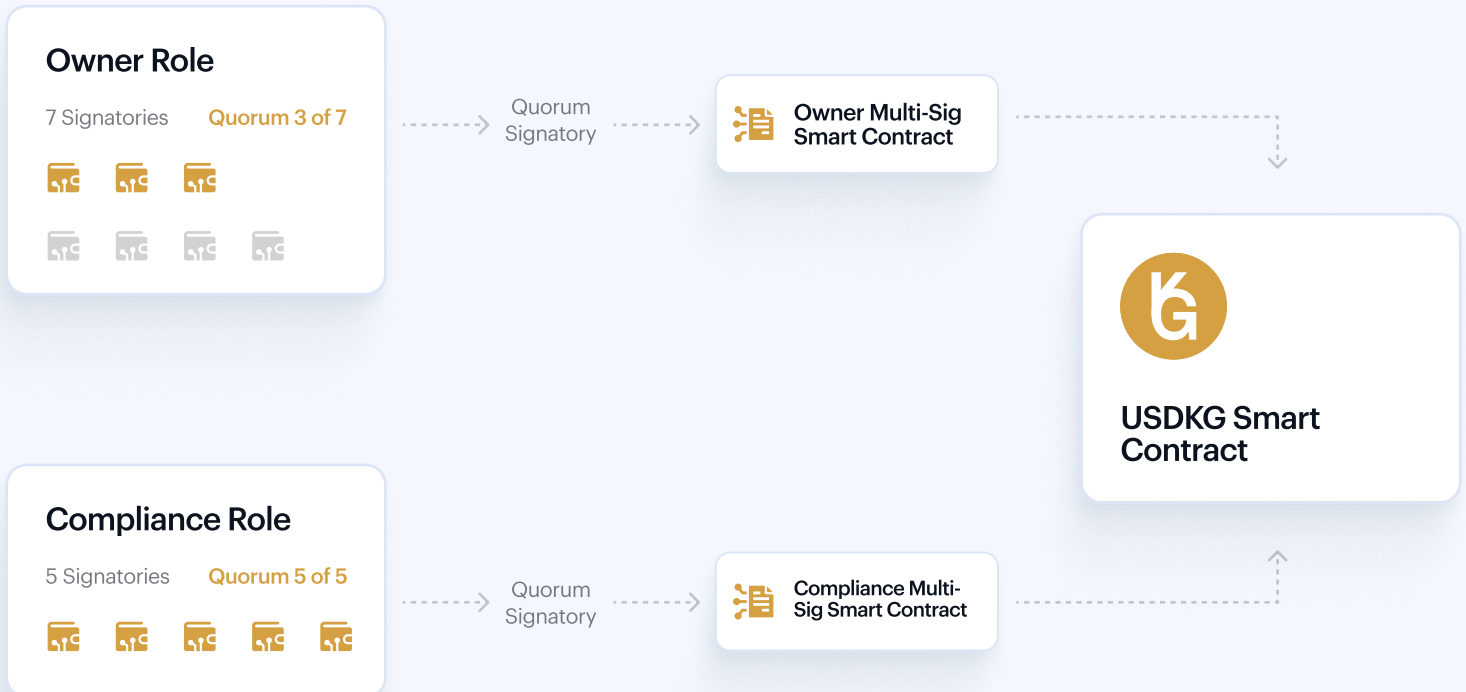 Owner Role
7 Signatories Quorum 3 of 7
Quorum
Signatory
Owner Multi-Sig
Smart Contract
KG
USDKG Smart
Contract
Compliance Role
5 Signatories Quorum 5 of 5
Quorum
Signatory
Compliance Multi-
Sig Smart Contract